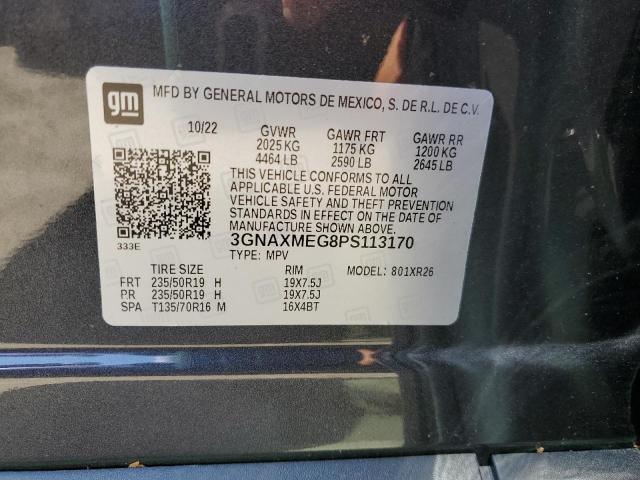 gm MFD BY GENERAL MOTORS DE MEXICO, S. DE R.L. DE C.V.
10/22 GVWR GAWR FRT GAWR RR
2025 KG 1175 KG 1200 KG
4464 LB 2590 LB 2645 LB
THIS VEHICLE CONFORMS TO ALL
APPLICABLE U.S. FEDERAL MOTOR
VEHICLE SAFETY AND THEFT PREVENTION
STANDARDS IN EFFECT ON THE DATE OF
MANUFACTURE SHOWN ABOVE.
333E 3GNAXMEG8PS113170
TYPE: MPV MODEL: 801XR26
TIRE SIZE RIM
FRT 235/50R19 H 19X7.5J
РR 235/50R19 H 19X7.5J
SPA T135/70R16 M 16X4BT